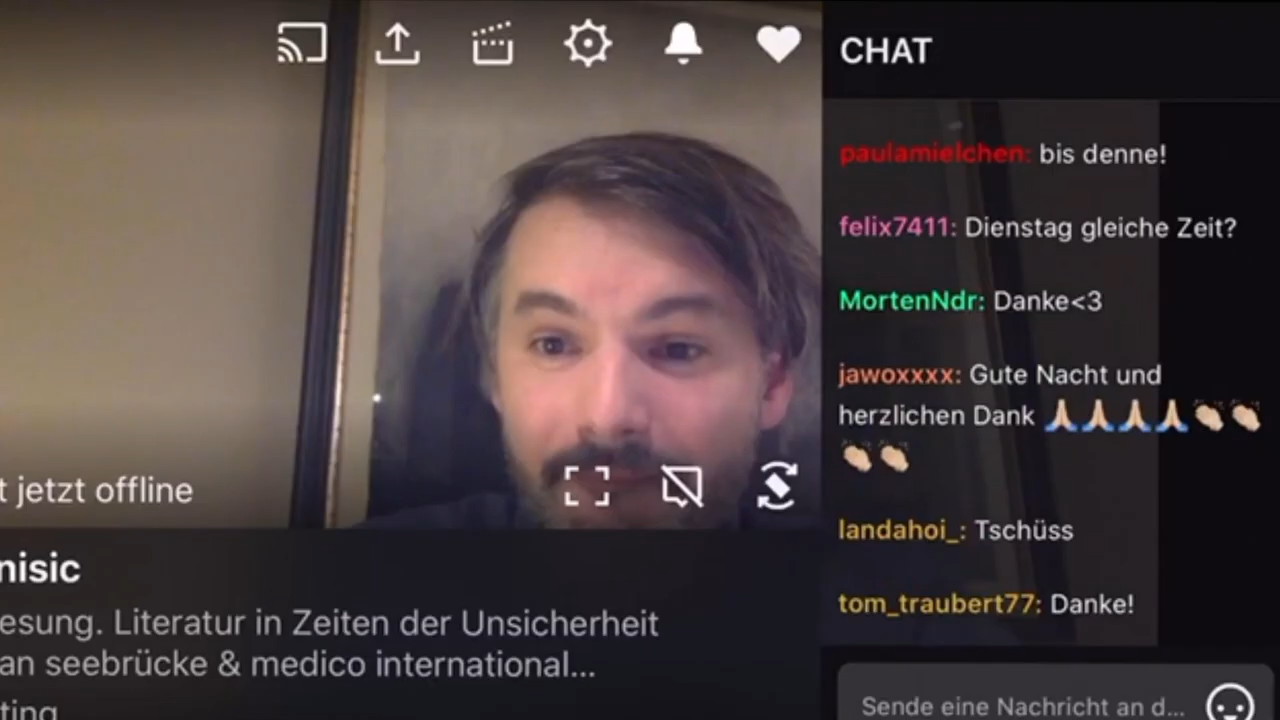 CHAT
paulamielchen: bis denne!
felix7411: Dienstag gleiche Zeit?
MortenNdr: Danke<3
jawoxxxx: Gute Nacht und
herzlichen Dank 🙏🏼🙏🏼🙏🏼🙏🏼👏🏻👏🏻
👏🏻👏🏻
landahoi_: Tschüss
tom_traubert77: Danke!
Sende eine Nachricht an d...
t jetzt offline
nisic
esung. Literatur in Zeiten der Unsicherheit
an seebrücke & medico international...
ting